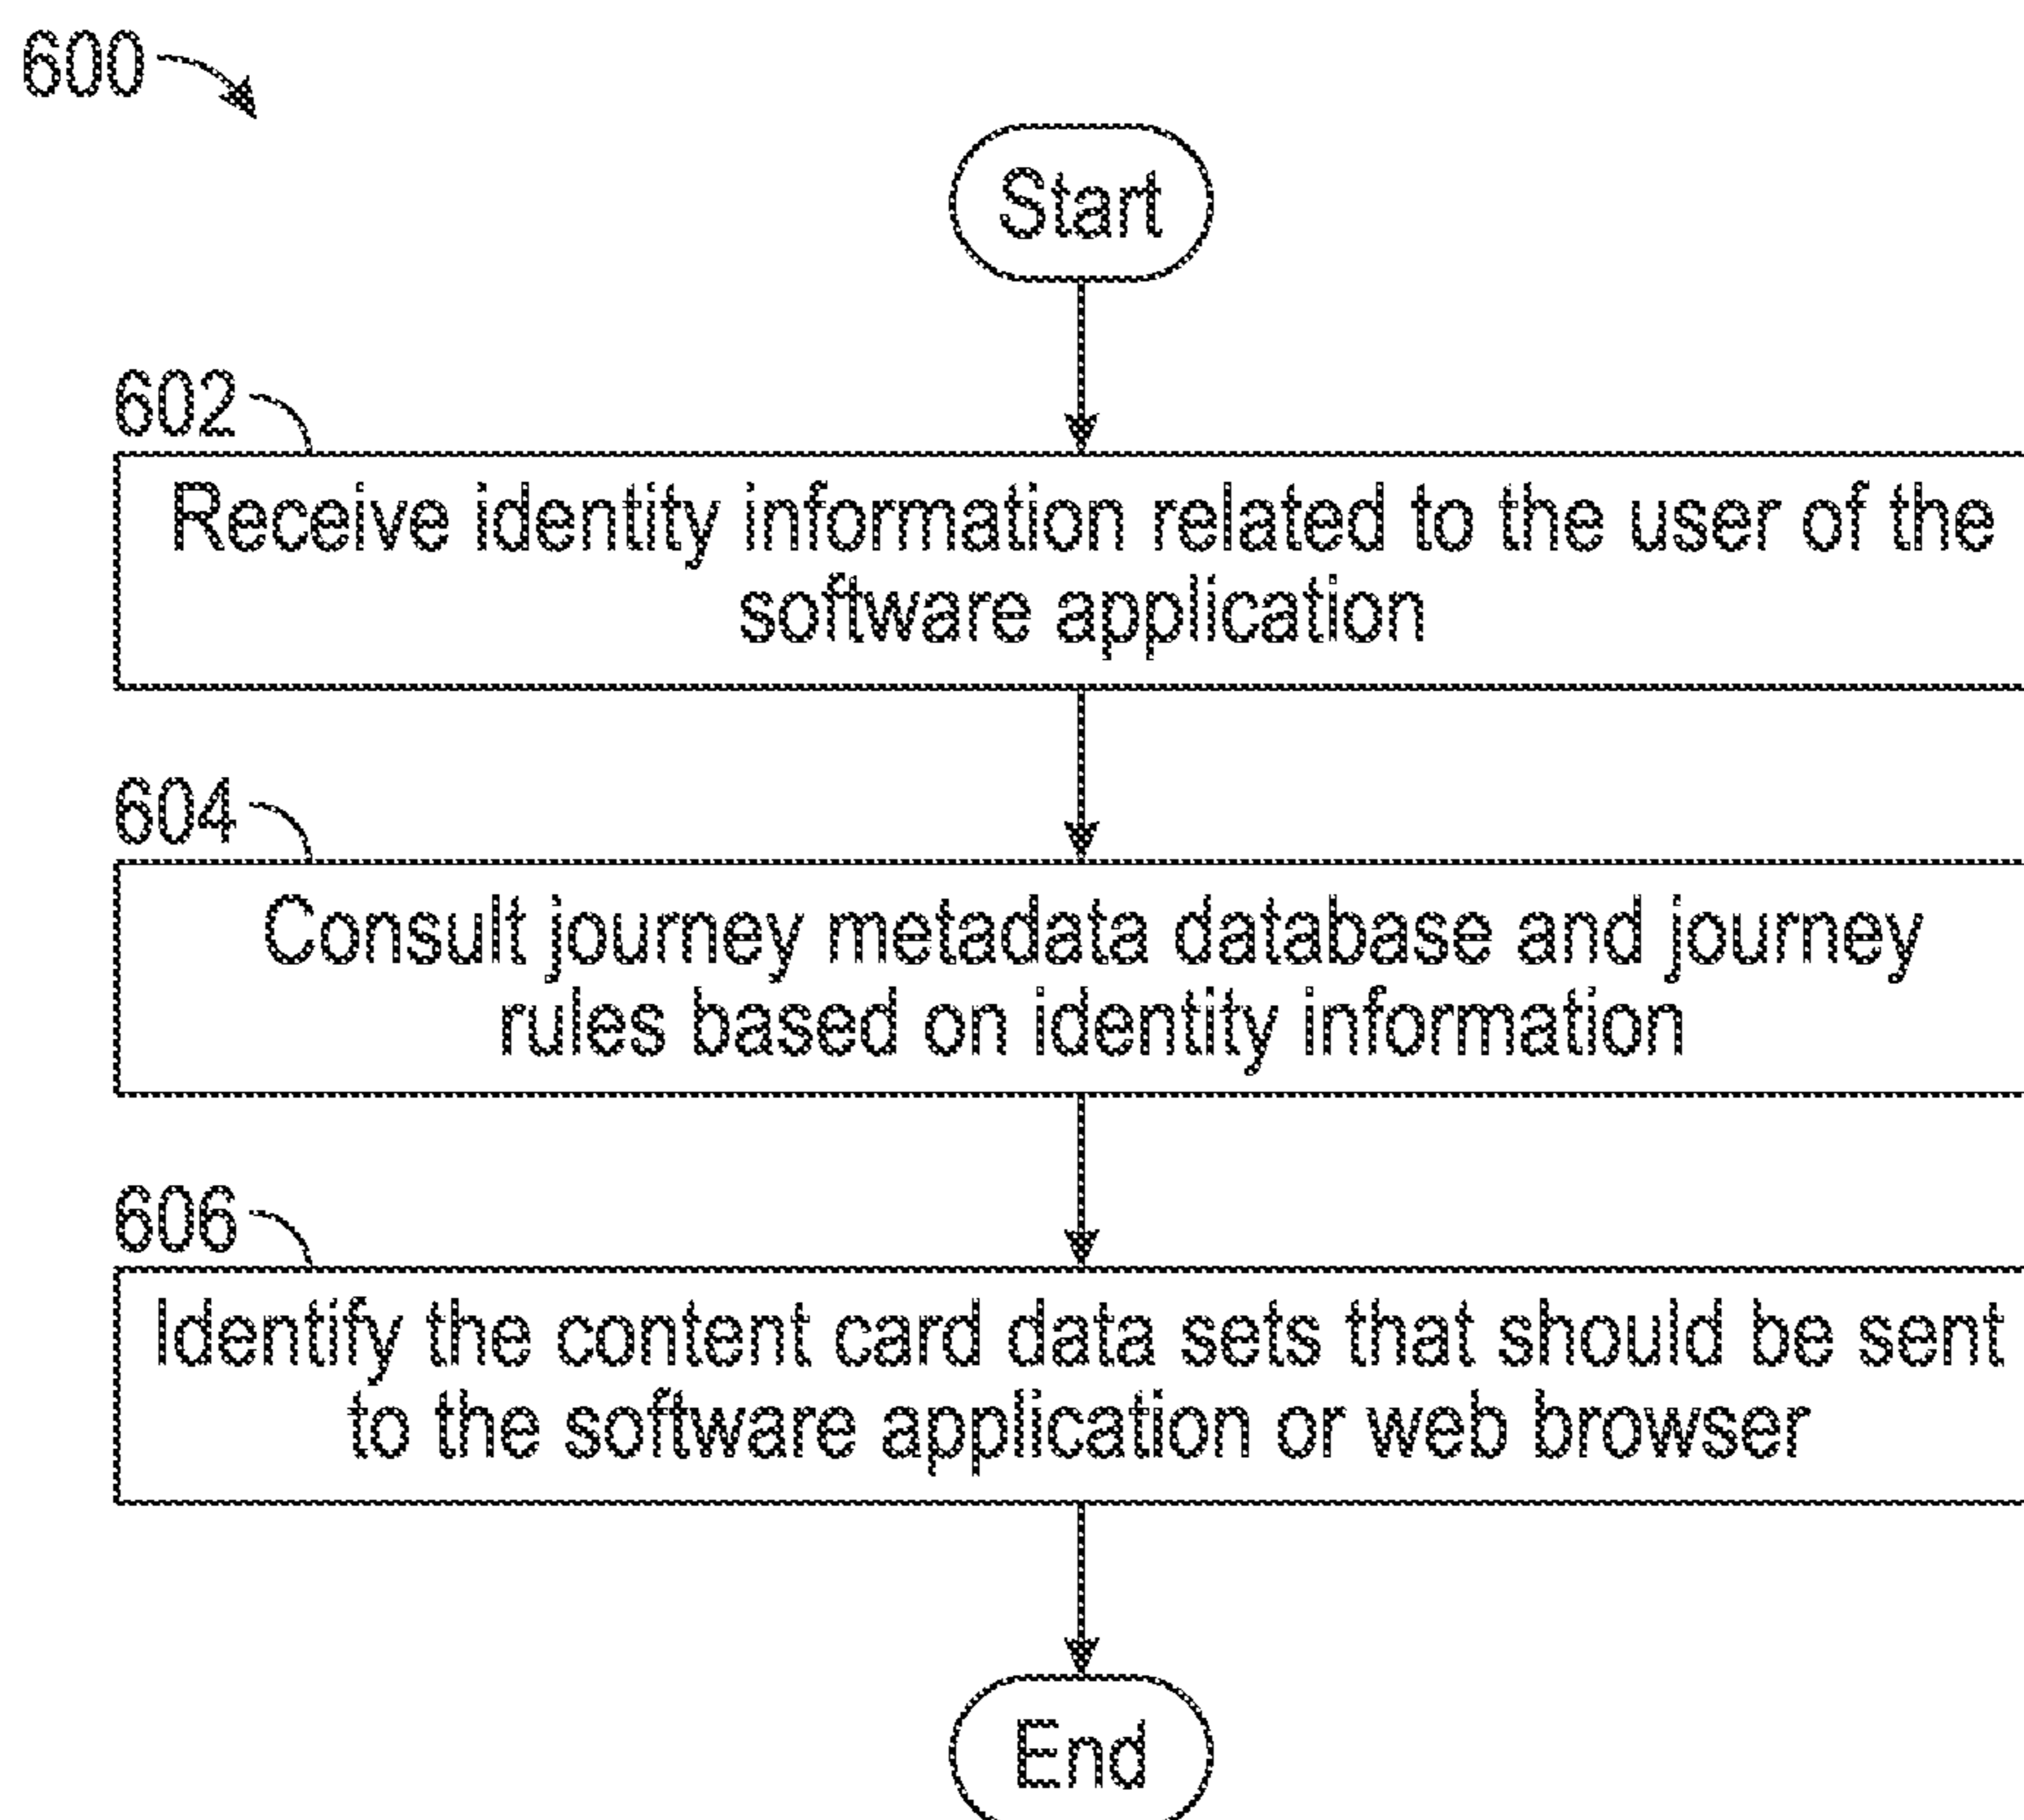 600
Start
602
Receive identity information related to the user of the
software application
604
Consult journey metadata database and journey
rules based on identity information
606
Identify the content card data sets that should be sent
to the software application or web browser
End